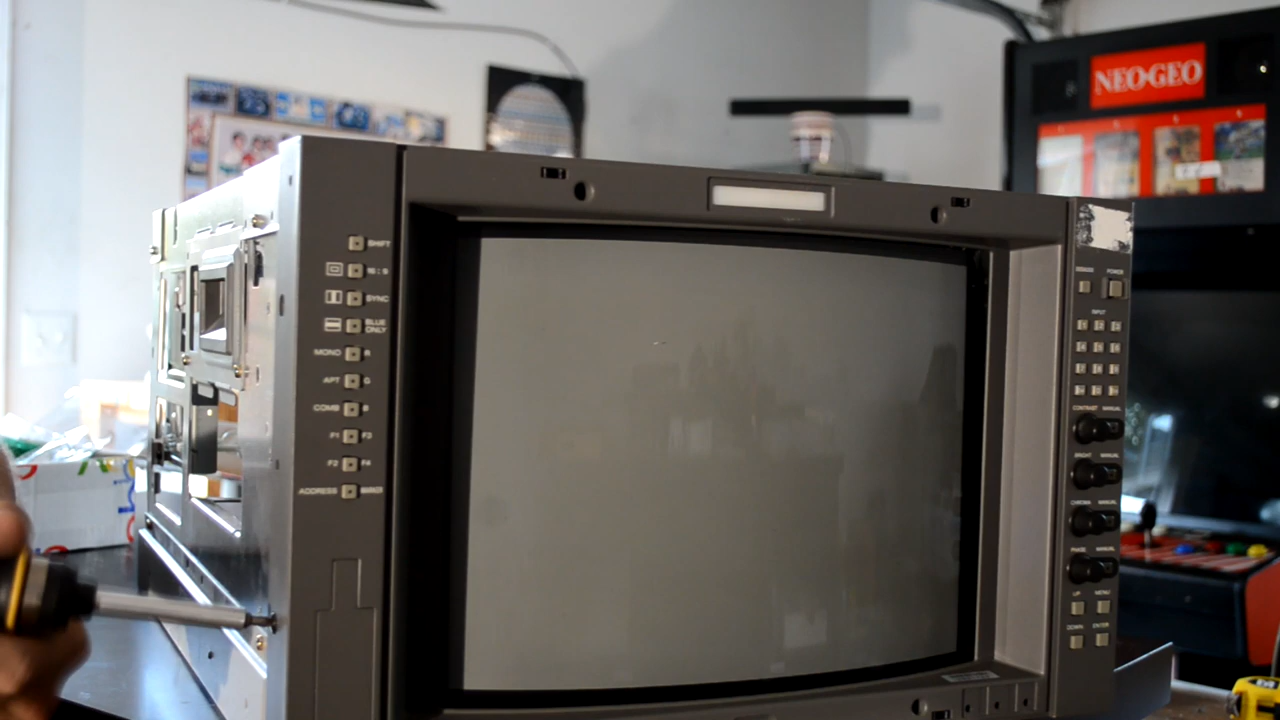 NEO·GEO
SHIFT
16:9
SYNC
BLUE
ONLY
MONO R
APT G
COMB B
F1 F3
F2 F4
ADDRESS MARKER
DEGAUSS POWER
INPUT
CONTRAST MANUAL
BRIGHT MANUAL
CHROMA MANUAL
PHASE MANUAL
UP MENU
DOWN ENTER